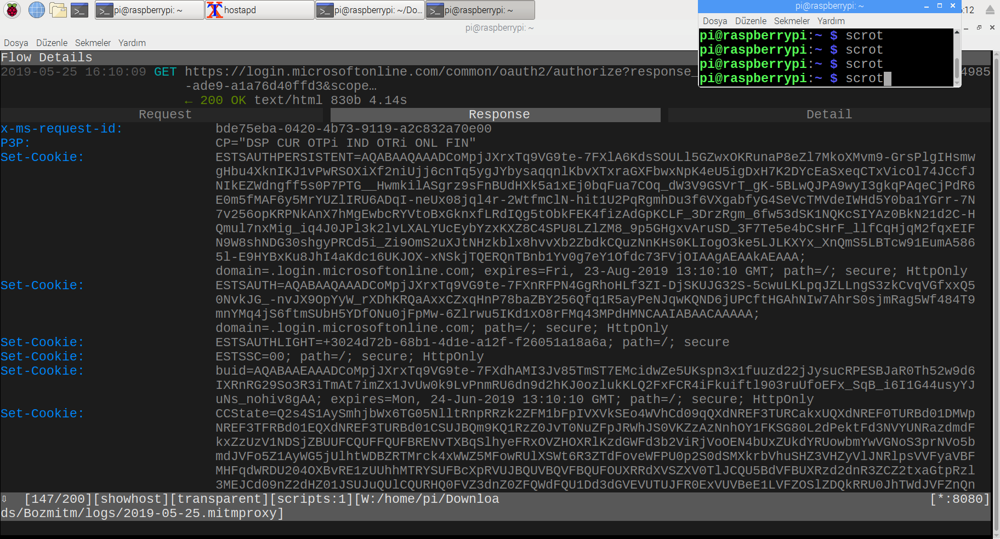 pi@raspberrypi: ~
hostapd
pi@raspberrypi: ~/Do...
pi@raspberrypi: ~
:12
pi@raspberrypi: ~
Dosya Düzenle Sekmeler Yardım
pi@raspberrypi: ~
Dosya Düzenle Sekmeler Yardım
pi@raspberrypi:~ $ scrot
pi@raspberrypi:~ $ scrot
pi@raspberrypi:~ $ scrot
pi@raspberrypi:~ $ scrot
Flow Details
2019-05-25 16:10:09 GET https://login.microsoftonline.com/common/oauth2/authorize?response_ 4985
-ade9-a1a76d40ffd3&scope…
← 200 OK text/html 830b 4.14s
Request Response Detail
x-ms-request-id: bde75eba-0420-4b73-9119-a2c832a70e00
P3P: CP="DSP CUR OTPi IND OTRi ONL FIN"
Set-Cookie: ESTSAUTHPERSISTENT=AQABAAQAAADCoMpjJXrxTq9VG9te-7FXlA6KdsSOULl5GZwxOKRunaP8eZl7MkoXMvm9-GrsPlgIHsmw
gHbu4XknIKJ1vPwRSOXiXf2niUjj6cnTq5ygJYbysaqqnlKbvXTxraGXFbwxNpK4eU5igDxH7K2DYcEaSxeqCTxVicOl74JCcfJ
NIkEZWdngff5s0P7PTG__HwmkilASgrz9sFnBUdHXk5a1xEj0bqFua7COq_dW3V9GSVrT_gK-5BLwQJPA9wyI3gkqPAqeCjPdR6
E0m5fMAF6y5MrYUZlIRU6ADqI-neUx08jql4r-2WtfmClN-hit1U2PqRgmhDu3f6VXgabfyG4SeVcTMVdeIWHd5Y0ba1YGrr-7N
7v256opKRPNkAnX7hMgEwbcRYVtoBxGknxfLRdIQg5tObkFEK4fizAdGpKCLF_3DrzRgm_6fw53dSK1NQKcSIYAz0BkN21d2C-H
Qmul7nxMig_iq4J0JPl3k2lvLXALYUcEybYzxKXZ8C4SPU8LZlZM8_9p5GHgxvAruSD_3F7Te5e4bCsHrF_llfCqHjqM2fqxEIF
N9W8shNDG30shgyPRCd5i_Zi9OmS2uXJtNHzkblx8hvvXb2ZbdkCQuzNnKHs0KLIogO3ke5LJLKXYx_XnQmS5LBTcw91EumA586
5l-E9HYBxKu8JhI4aKdc16UKJOX-xNSkjTQERQnTBnb1Yv0g7eY1Ofdc73FVjOIAAgAEAAkAEAAA;
domain=.login.microsoftonline.com; expires=Fri, 23-Aug-2019 13:10:10 GMT; path=/; secure; HttpOnly
Set-Cookie: ESTSAUTH=AQABAAQAAADCoMpjJXrxTq9VG9te-7FXnRFPN4GgRhoHLf3ZI-DjSKUJG32S-5cwuLKLpqJZLLngS3zkCvqVGfxxQ5
0NvkJG_-nvJX9OpYyW_rXDhKRQaAxxCZxqHnP78baZBY256Qfq1R5ayPeNJqwKQND6jUPCftHGAhNIw7AhrS0sjmRag5Wf484T9
mnYMq4jS6ftmSUbH5YDfONu0jFpMw-6Zlrwu5IKd1xO8rFMq43MPdHMNCAAIABAACAAAAA;
domain=.login.microsoftonline.com; path=/; secure; HttpOnly
Set-Cookie: ESTSAUTHLIGHT=+3024d72b-68b1-4d1e-a12f-f26051a18a6a; path=/; secure
Set-Cookie: ESTSSC=00; path=/; secure; HttpOnly
Set-Cookie: buid=AQABAAEAAADCoMpjJXrxTq9VG9te-7FXdhAMI3Jv85TmST7EMcidwZe5UKspn3x1fuuzd22jJysucRPESBJaR0Th52w9d6
IXRnRG29So3R3iTmAt7imZx1JvUw0k9LvPnmRU6dn9d2hKJ0ozlukKLQ2FxFCR4iFkuiftl903ruUfoEFx_SqB_i6I1G44usyYJ
uNs_nohiv8gAA; expires=Mon, 24-Jun-2019 13:10:10 GMT; path=/; secure; HttpOnly
Set-Cookie: CCState=Q2s4S1AySmhjbWx6TG05NlltRnpRRzk2ZFM1bFpIVXVkSEo4WVhCd09qQXdNREF3TURCakxUQXdNREF0TURBd01DMWp
NREF3TFRBd01EQXdNREF3TURBd01CSUJBQm9KQ1RzZ0JvT0NuZFpJRWhJS0VKZzAzNnhOY1FKSG80L2dPektFd3NVYUNRazdmdF
kxZzUzV1NDSjZBUUFCQUFFQUFBRENvTXBqSlhyeFRxOVZHOXRlKzdGWFd3b2ViRjVoOEN4bUxZUkdYRUowbmYwVGNoS3prNVo5b
mdJVFo5Z1AyWG5jUlhtWDBZRTMrck4xWWZ5MFowRUlXSWt6R3ZTdFoveWFPU0p2S0dSMXkrbVhuSHZ3VHZyVlJNRlpsVVFyaVBF
MHFqdWRDU204OXBvRE1zUUhhMTRYSUFBcXpRVUJBQUVBQVFBQUFOUXRRdXVSZXV0TlJCQU5BdVFBUXRzd2dnR3ZCZ2txaGtpRzl
3MEJCd09nZ2dHZ01JSUJuQUlCQURHQ0FVZ3dnZ0ZFQWdFQU1Dd3dGVEVUTUJFR0ExVUVBeE1LVFZOSlZDQkRRU0JhTWdJVFZnQn
⇩ [147/200][showhost][transparent][scripts:1][W:/home/pi/Downloa [*:8080]
ds/Bozmitm/logs/2019-05-25.mitmproxy]